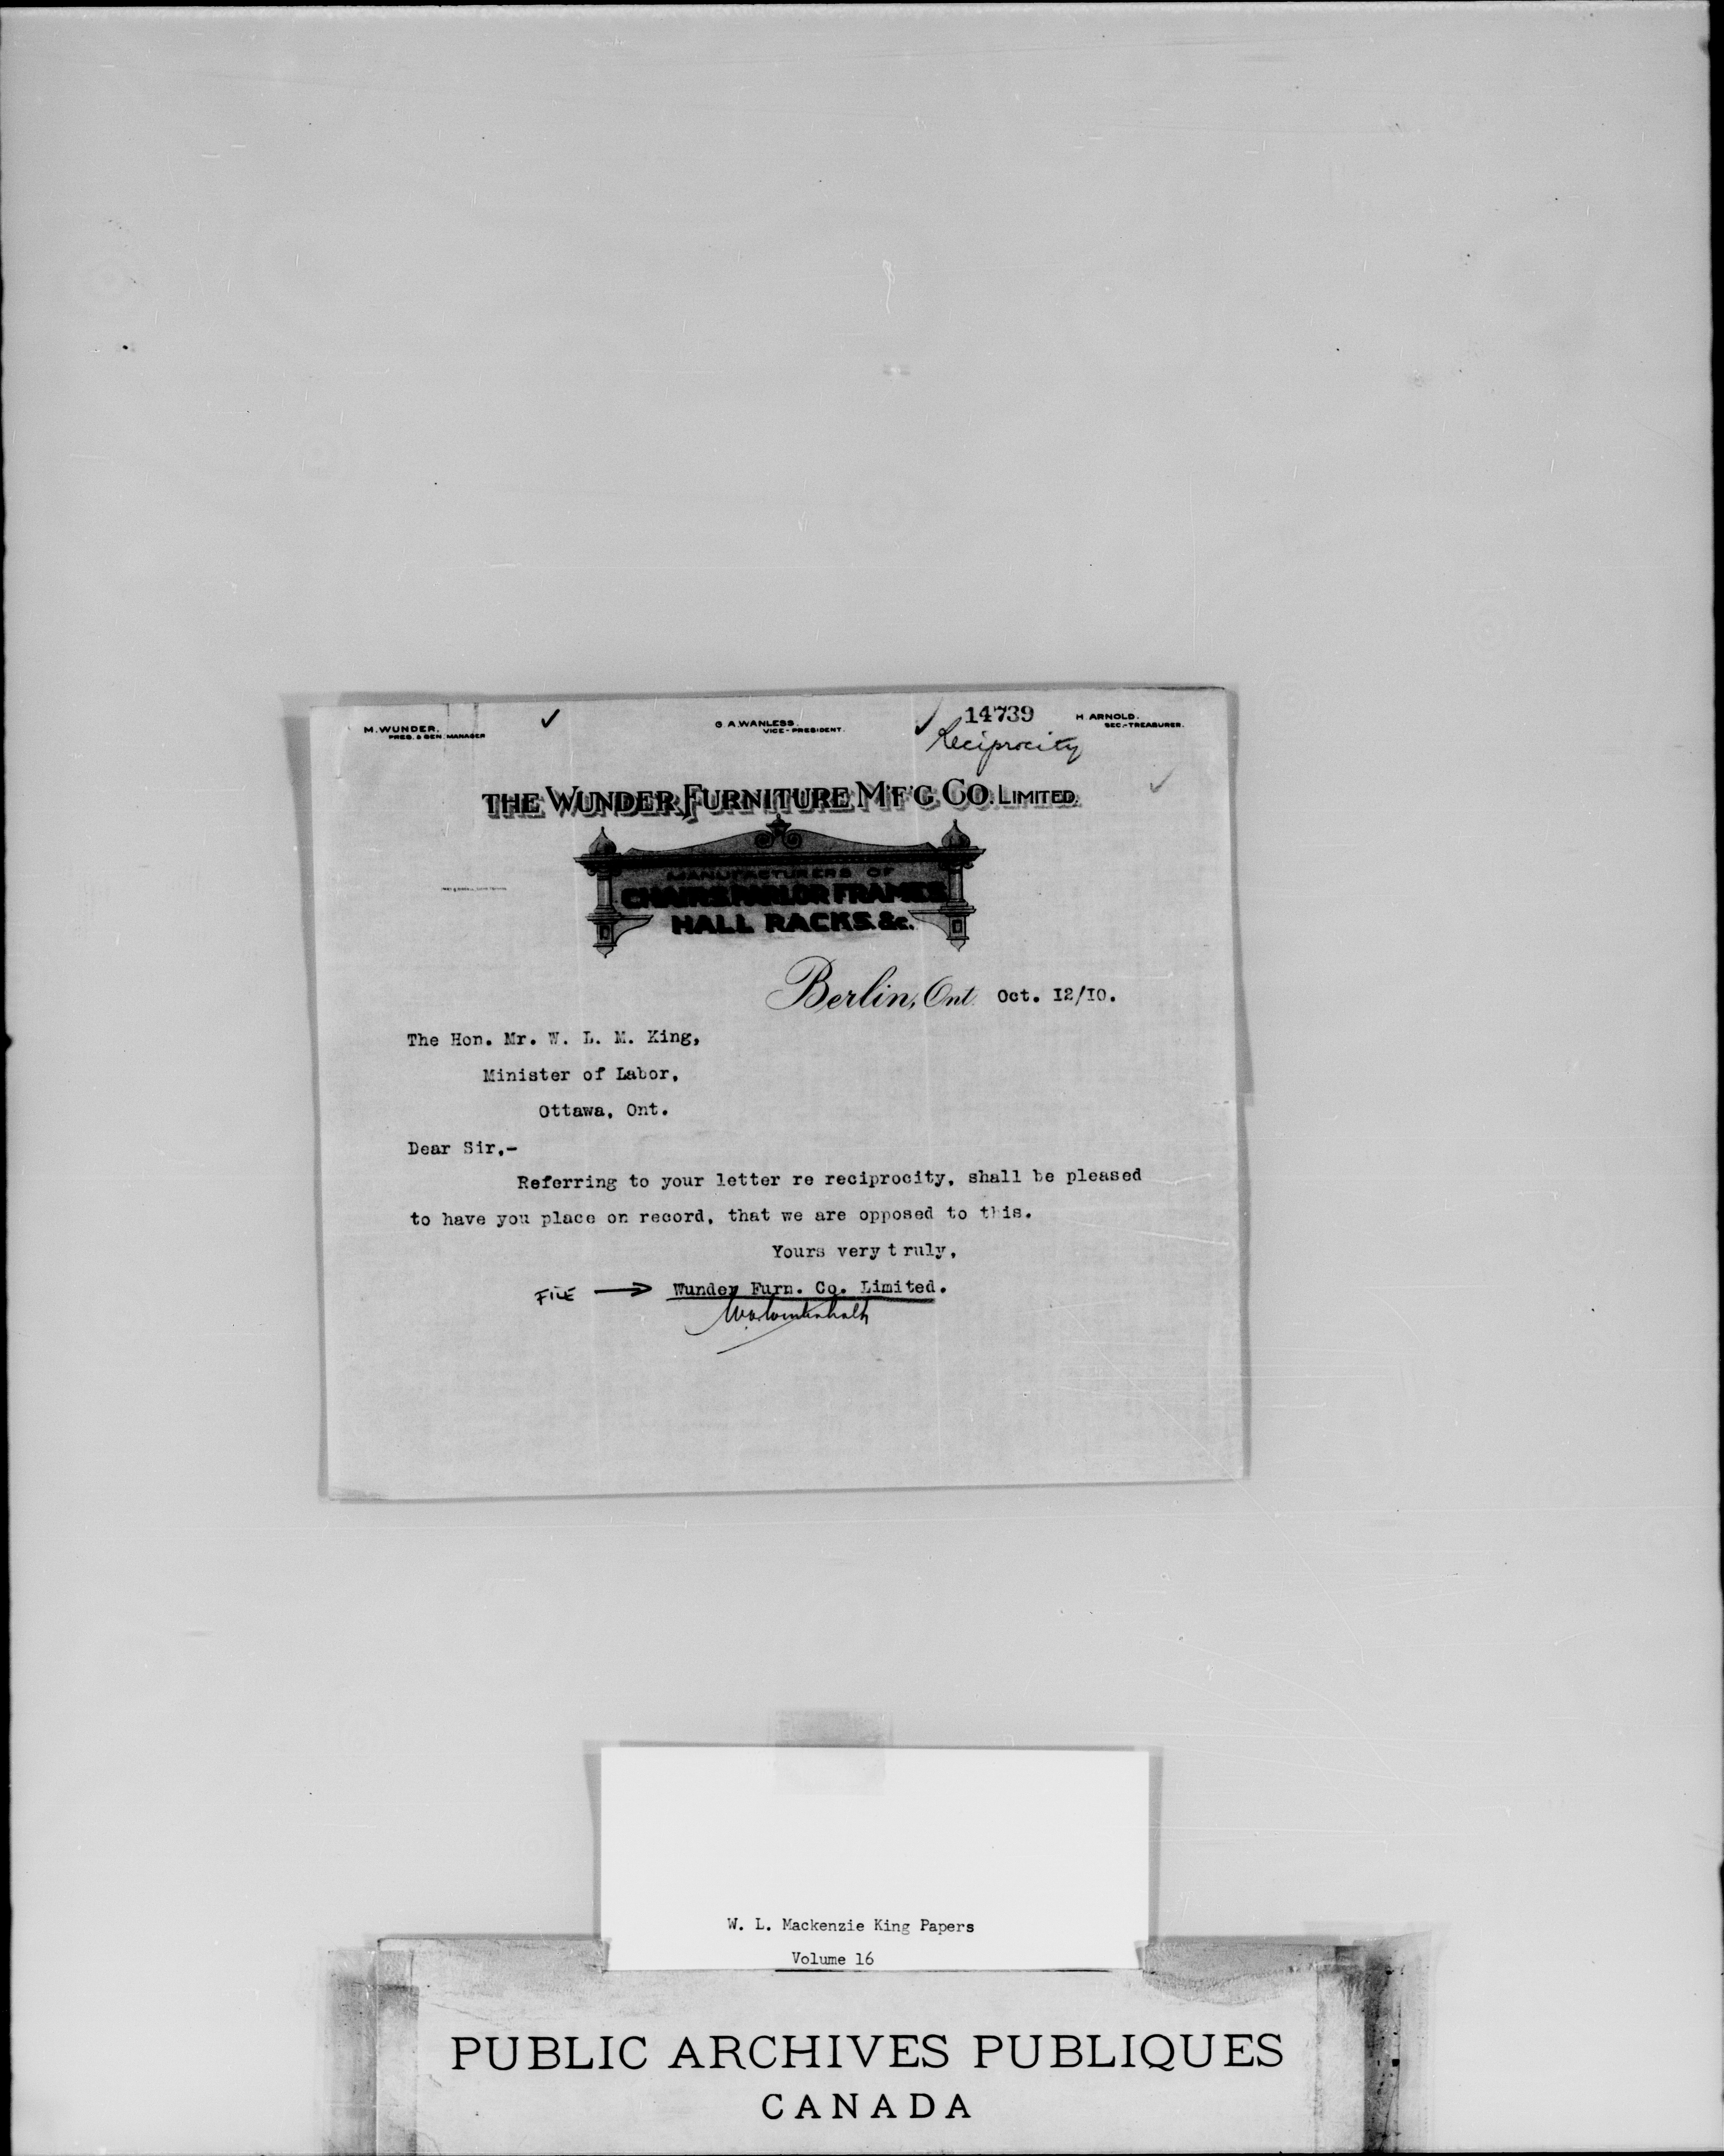 M. WUNDER.
PRES. & GEN. MANAGER
G A. WANLESS.
VICE-PRESIDENT.
14739
H ARNOLD.
SEC.-TREASURER.
Reciprocity
THE WUNDER FURNITURE M'F'G CO. LIMITED.
MANUFACTURERS OF
CHAIRS PARLOR FRAMES
HALL RACKS &c.
Berlin, Ont. Oct. I2/I0.
The Hon. Mr. W. L. M. King,
Minister of Labor,
Ottawa, Ont.
Dear Sir,-
Referring to your letter re reciprocity, shall be pleased
to have you place on record, that we are opposed to this.
Yours very truly,
FILE → Wunder Furn. Co. Limited.
W. L. Mackenzie King Papers
Volume 16
PUBLIC ARCHIVES PUBLIQUES
CANADA